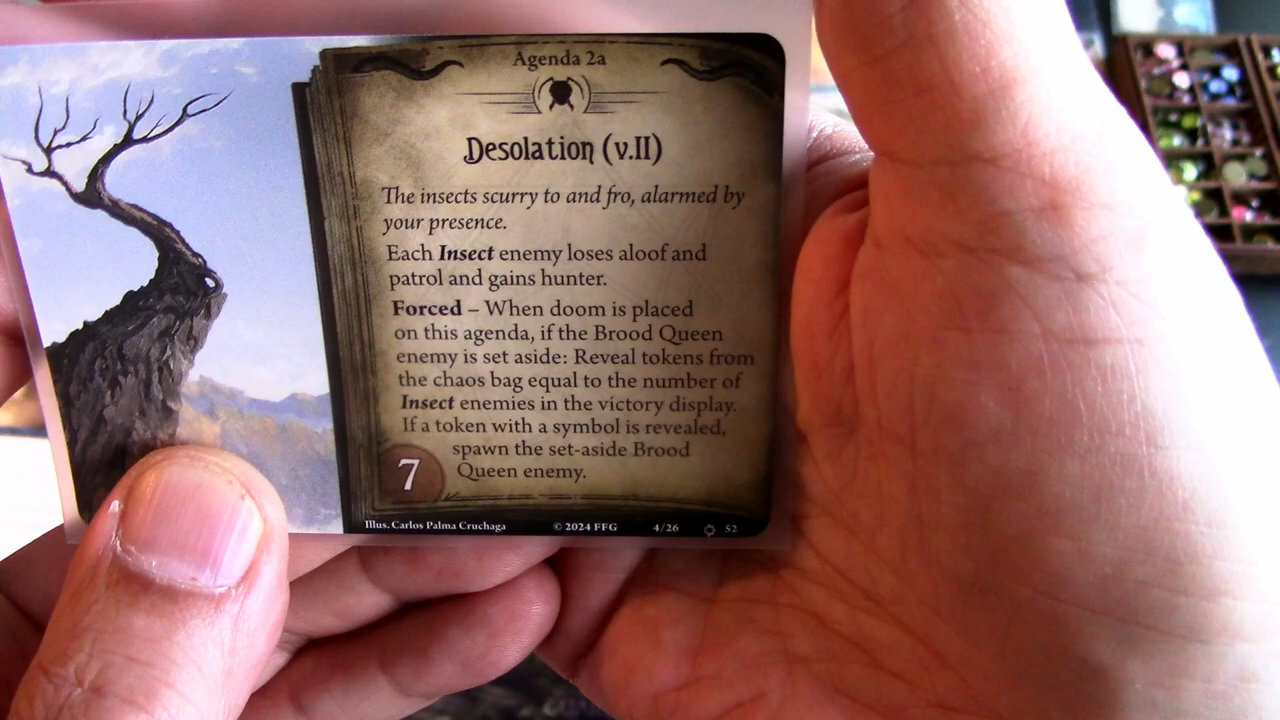 Agenda 2a
Desolation (v.II)
The insects scurry to and fro, alarmed by
your presence.
Each Insect enemy loses aloof and
patrol and gains hunter.
Forced – When doom is placed
on this agenda, if the Brood Queen
enemy is set aside: Reveal tokens from
the chaos bag equal to the number of
Insect enemies in the victory display.
If a token with a symbol is revealed,
spawn the set-aside Brood
Queen enemy.
7
Illus. Carlos Palma Cruchaga © 2024 FFG 4/26 52